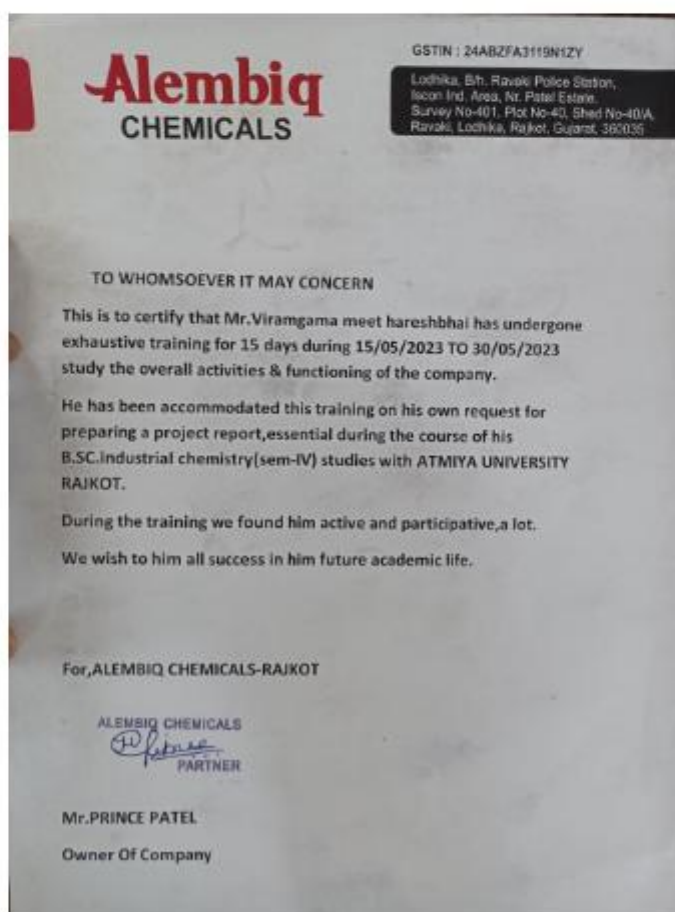 Alembiq
CHEMICALS
GSTIN : 24ABZFA3119N1ZY
Lodhika, B/h. Ravaki Police Station,
Iscon Ind. Area, Nr. Patel Estate,
Survey No-401, Plot No-40, Shed No-40/A,
Ravaki, Lodhika, Rajkot, Gujarat, 360035
TO WHOMSOEVER IT MAY CONCERN
This is to certify that Mr.Viramgama meet hareshbhai has undergone
exhaustive training for 15 days during 15/05/2023 TO 30/05/2023
study the overall activities & functioning of the company.
He has been accommodated this training on his own request for
preparing a project report,essential during the course of his
B.SC.industrial chemistry(sem-IV) studies with ATMIYA UNIVERSITY
RAJKOT.
During the training we found him active and participative,a lot.
We wish to him all success in him future academic life.
For,ALEMBIQ CHEMICALS-RAJKOT
ALEMBIQ CHEMICALS
PARTNER
Mr.PRINCE PATEL
Owner Of Company